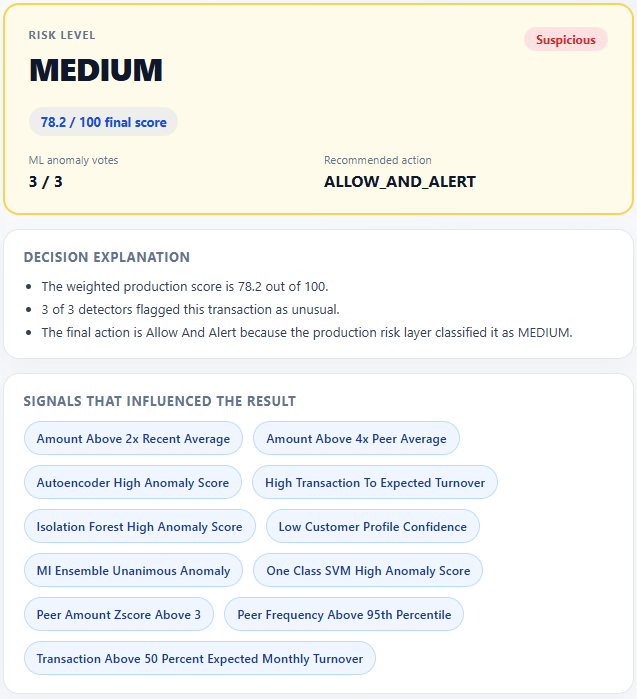 RISK LEVEL
Suspicious
MEDIUM
78.2 / 100 final score
ML anomaly votes
Recommended action
3 / 3
ALLOW_AND_ALERT
DECISION EXPLANATION
• The weighted production score is 78.2 out of 100.
• 3 of 3 detectors flagged this transaction as unusual.
• The final action is Allow And Alert because the production risk layer classified it as MEDIUM.
SIGNALS THAT INFLUENCED THE RESULT
Amount Above 2x Recent Average
Amount Above 4x Peer Average
Autoencoder High Anomaly Score
High Transaction To Expected Turnover
Isolation Forest High Anomaly Score
Low Customer Profile Confidence
Ml Ensemble Unanimous Anomaly
One Class SVM High Anomaly Score
Peer Amount Zscore Above 3
Peer Frequency Above 95th Percentile
Transaction Above 50 Percent Expected Monthly Turnover